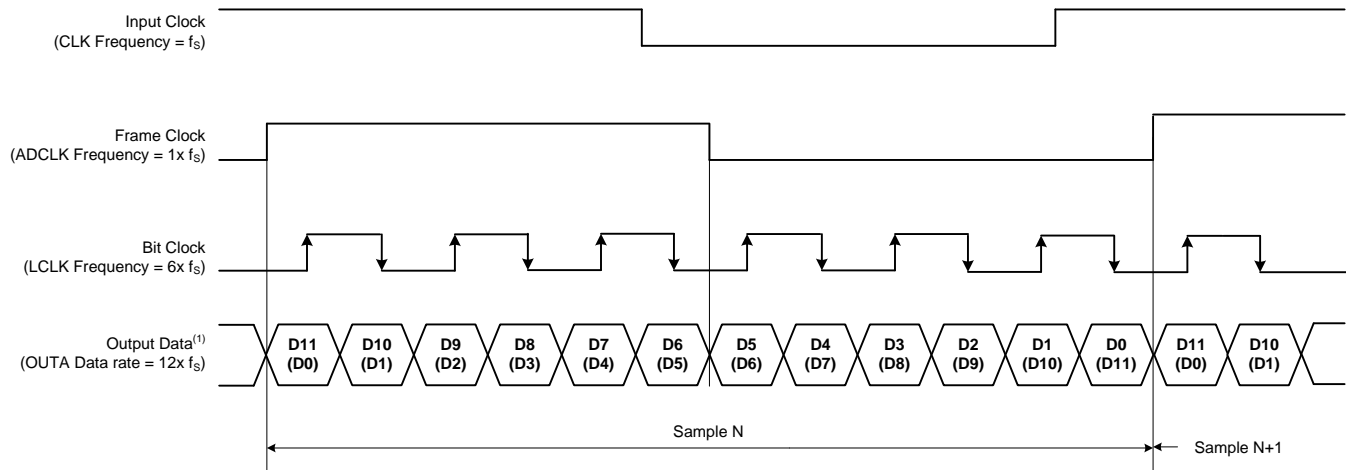 Input Clock
(CLK Frequency = fS)
Frame Clock
(ADCLK Frequency = 1x fS)
Bit Clock
(LCLK Frequency = 6x fS)
Output Data(1)
(OUTA Data rate = 12x fS)
D11 D10 D9 D8 D7 D6 D5 D4 D3 D2 D1 D0 D11 D10
(D0) (D1) (D2) (D3) (D4) (D5) (D6) (D7) (D8) (D9) (D10) (D11) (D0) (D1)
Sample N
Sample N+1